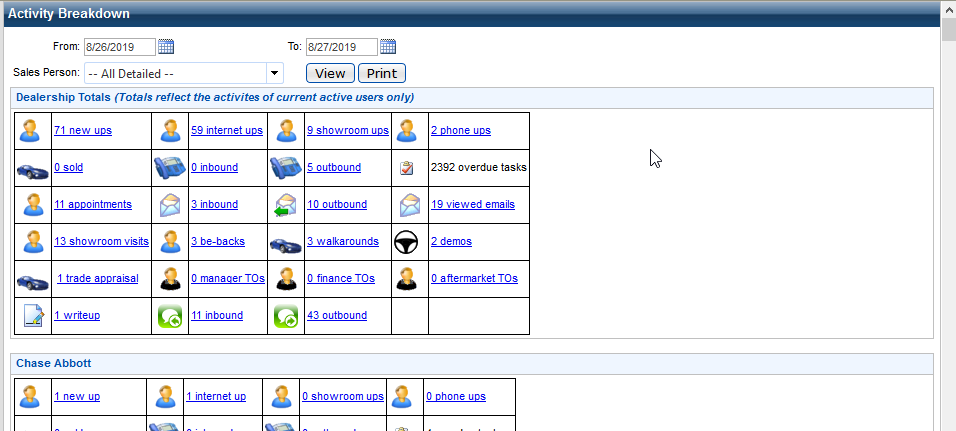 Activity Breakdown
From: 8/26/2019 To: 8/27/2019
Sales Person: -- All Detailed -- View Print
Dealership Totals (Totals reflect the activites of current active users only)
71 new ups 59 internet ups 9 showroom ups 2 phone ups
0 sold 0 inbound 5 outbound 2392 overdue tasks
11 appointments 3 inbound 10 outbound 19 viewed emails
13 showroom visits 3 be-backs 3 walkarounds 2 demos
1 trade appraisal 0 manager TOs 0 finance TOs 0 aftermarket TOs
1 writeup 11 inbound 43 outbound
Chase Abbott
1 new up 1 internet up 0 showroom ups 0 phone ups